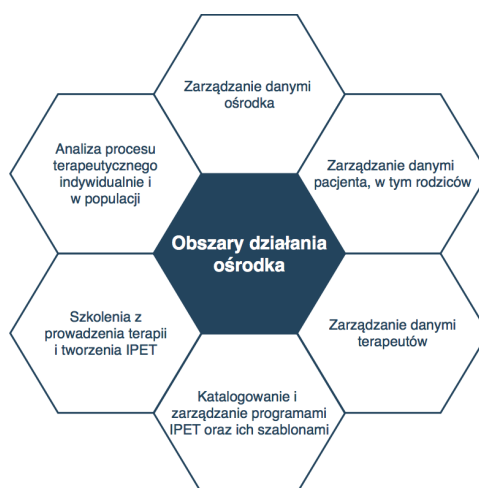 Zarządzanie danymi
ośrodka
Analiza procesu
terapeutycznego
indywidualnie i
w populacji
Zarządzanie danymi
pacjenta, w tym rodziców
Obszary działania
ośrodka
Szkolenia z
prowadzenia terapii
i tworzenia IPET
Zarządzanie danymi
terapeutów
Katalogowanie i
zarządzanie programami
IPET oraz ich szablonami